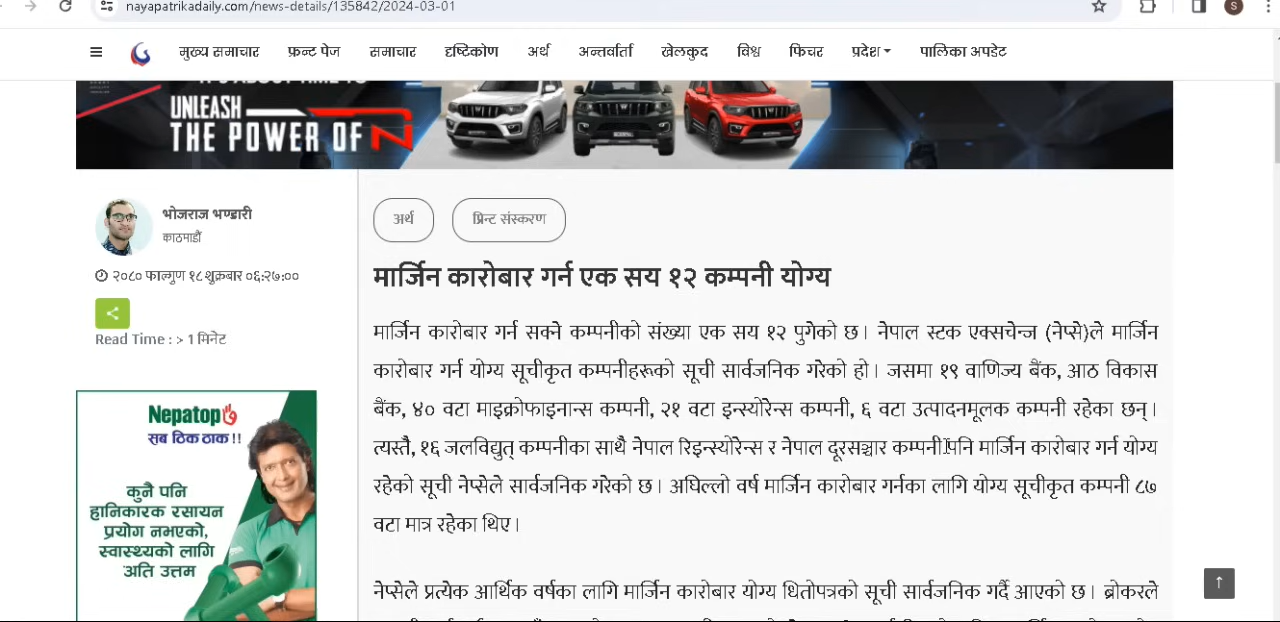 nayapatrikadaily.com/news-details/135842/2024-03-01
S
मुख्य समाचार फ्रन्ट पेज समाचार दृष्टिकोण अर्थ अन्तर्वार्ता खेलकुद विश्व फिचर प्रदेश पालिका अपडेट
UNLEASH
THE POWER OF N
भोजराज भण्डारी
काठमाडौं
२०८० फाल्गुण १८ शुक्रबार ०६:२७:००
Read Time : > 1 मिनेट
Nepatop
सब ठिक ठाक !!
कुनै पनि
हानिकारक रसायन
प्रयोग नभएको,
स्वास्थ्यको लागि
अति उत्तम
अर्थ प्रिन्ट संस्करण
मार्जिन कारोबार गर्न एक सय १२ कम्पनी योग्य
मार्जिन कारोबार गर्न सक्ने कम्पनीको संख्या एक सय १२ पुगेको छ । नेपाल स्टक एक्सचेन्ज (नेप्से)ले मार्जिन
कारोबार गर्न योग्य सूचीकृत कम्पनीहरूको सूची सार्वजनिक गरेको हो । जसमा १९ वाणिज्य बैंक, आठ विकास
बैंक, ४० वटा माइक्रोफाइनान्स कम्पनी, २१ वटा इन्स्योरेन्स कम्पनी, ६ वटा उत्पादनमूलक कम्पनी रहेका छन् ।
त्यस्तै, १६ जलविद्युत् कम्पनीका साथै नेपाल रिइन्स्योरेन्स र नेपाल दूरसञ्चार कम्पनी पनि मार्जिन कारोबार गर्न योग्य
रहेको सूची नेप्सेले सार्वजनिक गरेको छ । अघिल्लो वर्ष मार्जिन कारोबार गर्नका लागि योग्य सूचीकृत कम्पनी ८७
वटा मात्र रहेका थिए ।
नेप्सेले प्रत्येक आर्थिक वर्षका लागि मार्जिन कारोबार योग्य धितोपत्रको सूची सार्वजनिक गर्दै आएको छ । ब्रोकरले